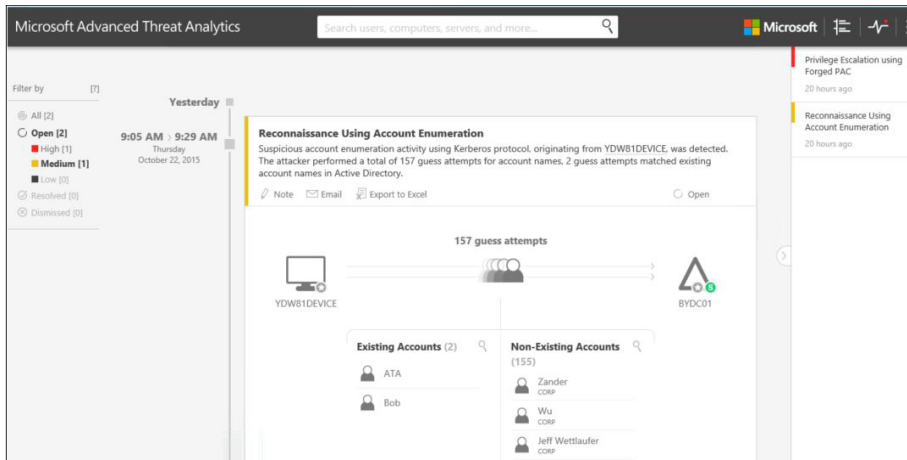 Microsoft Advanced Threat Analytics
Search users, computers, servers, and more...
Microsoft
Filter by [?]
All [2]
Open [2]
High [1]
Medium [1]
Low [0]
Resolved [0]
Dismissed [0]
Yesterday
9:05 AM > 9:29 AM
Thursday
October 22, 2015
Reconnaissance Using Account Enumeration
Suspicious account enumeration activity using Kerberos protocol, originating from YDW81DEVICE, was detected.
The attacker performed a total of 157 guess attempts for account names, 2 guess attempts matched existing
account names in Active Directory.
Note Email Export to Excel Open
157 guess attempts
YDW81DEVICE
S
BYDC01
Existing Accounts (2)
ATA
Bob
Non-Existing Accounts
(155)
Zander
CORP
Wu
CORP
Jeff Wettlaufer
CORP
Privilege Escalation using
Forged PAC
20 hours ago
Reconnaissance Using
Account Enumeration
20 hours ago